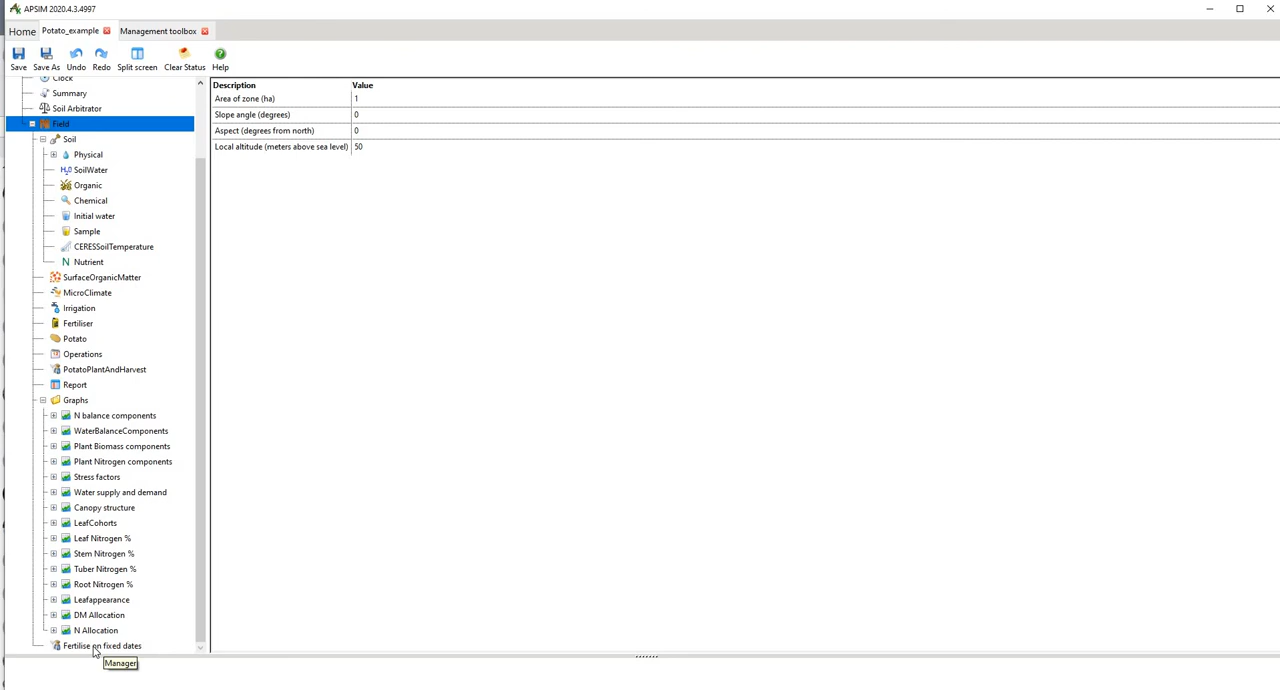 APSIM 2020.4.3.4997
Home Potato_example Management toolbox
Save Save As Undo Redo Split screen Clear Status Help
Clock
Summary
Soil Arbitrator
Field
Soil
Physical
SoilWater
Organic
Chemical
Initial water
Sample
CERESSoilTemperature
Nutrient
SurfaceOrganicMatter
MicroClimate
Irrigation
Fertiliser
Potato
Operations
PotatoPlantAndHarvest
Report
Graphs
N balance components
WaterBalanceComponents
Plant Biomass components
Plant Nitrogen components
Stress factors
Water supply and demand
Canopy structure
LeafCohorts
Leaf Nitrogen %
Stem Nitrogen %
Tuber Nitrogen %
Root Nitrogen %
Leafappearance
DM Allocation
N Allocation
Fertilise on fixed dates
Manager
Description Value
Area of zone (ha) 1
Slope angle (degrees) 0
Aspect (degrees from north) 0
Local altitude (meters above sea level) 50